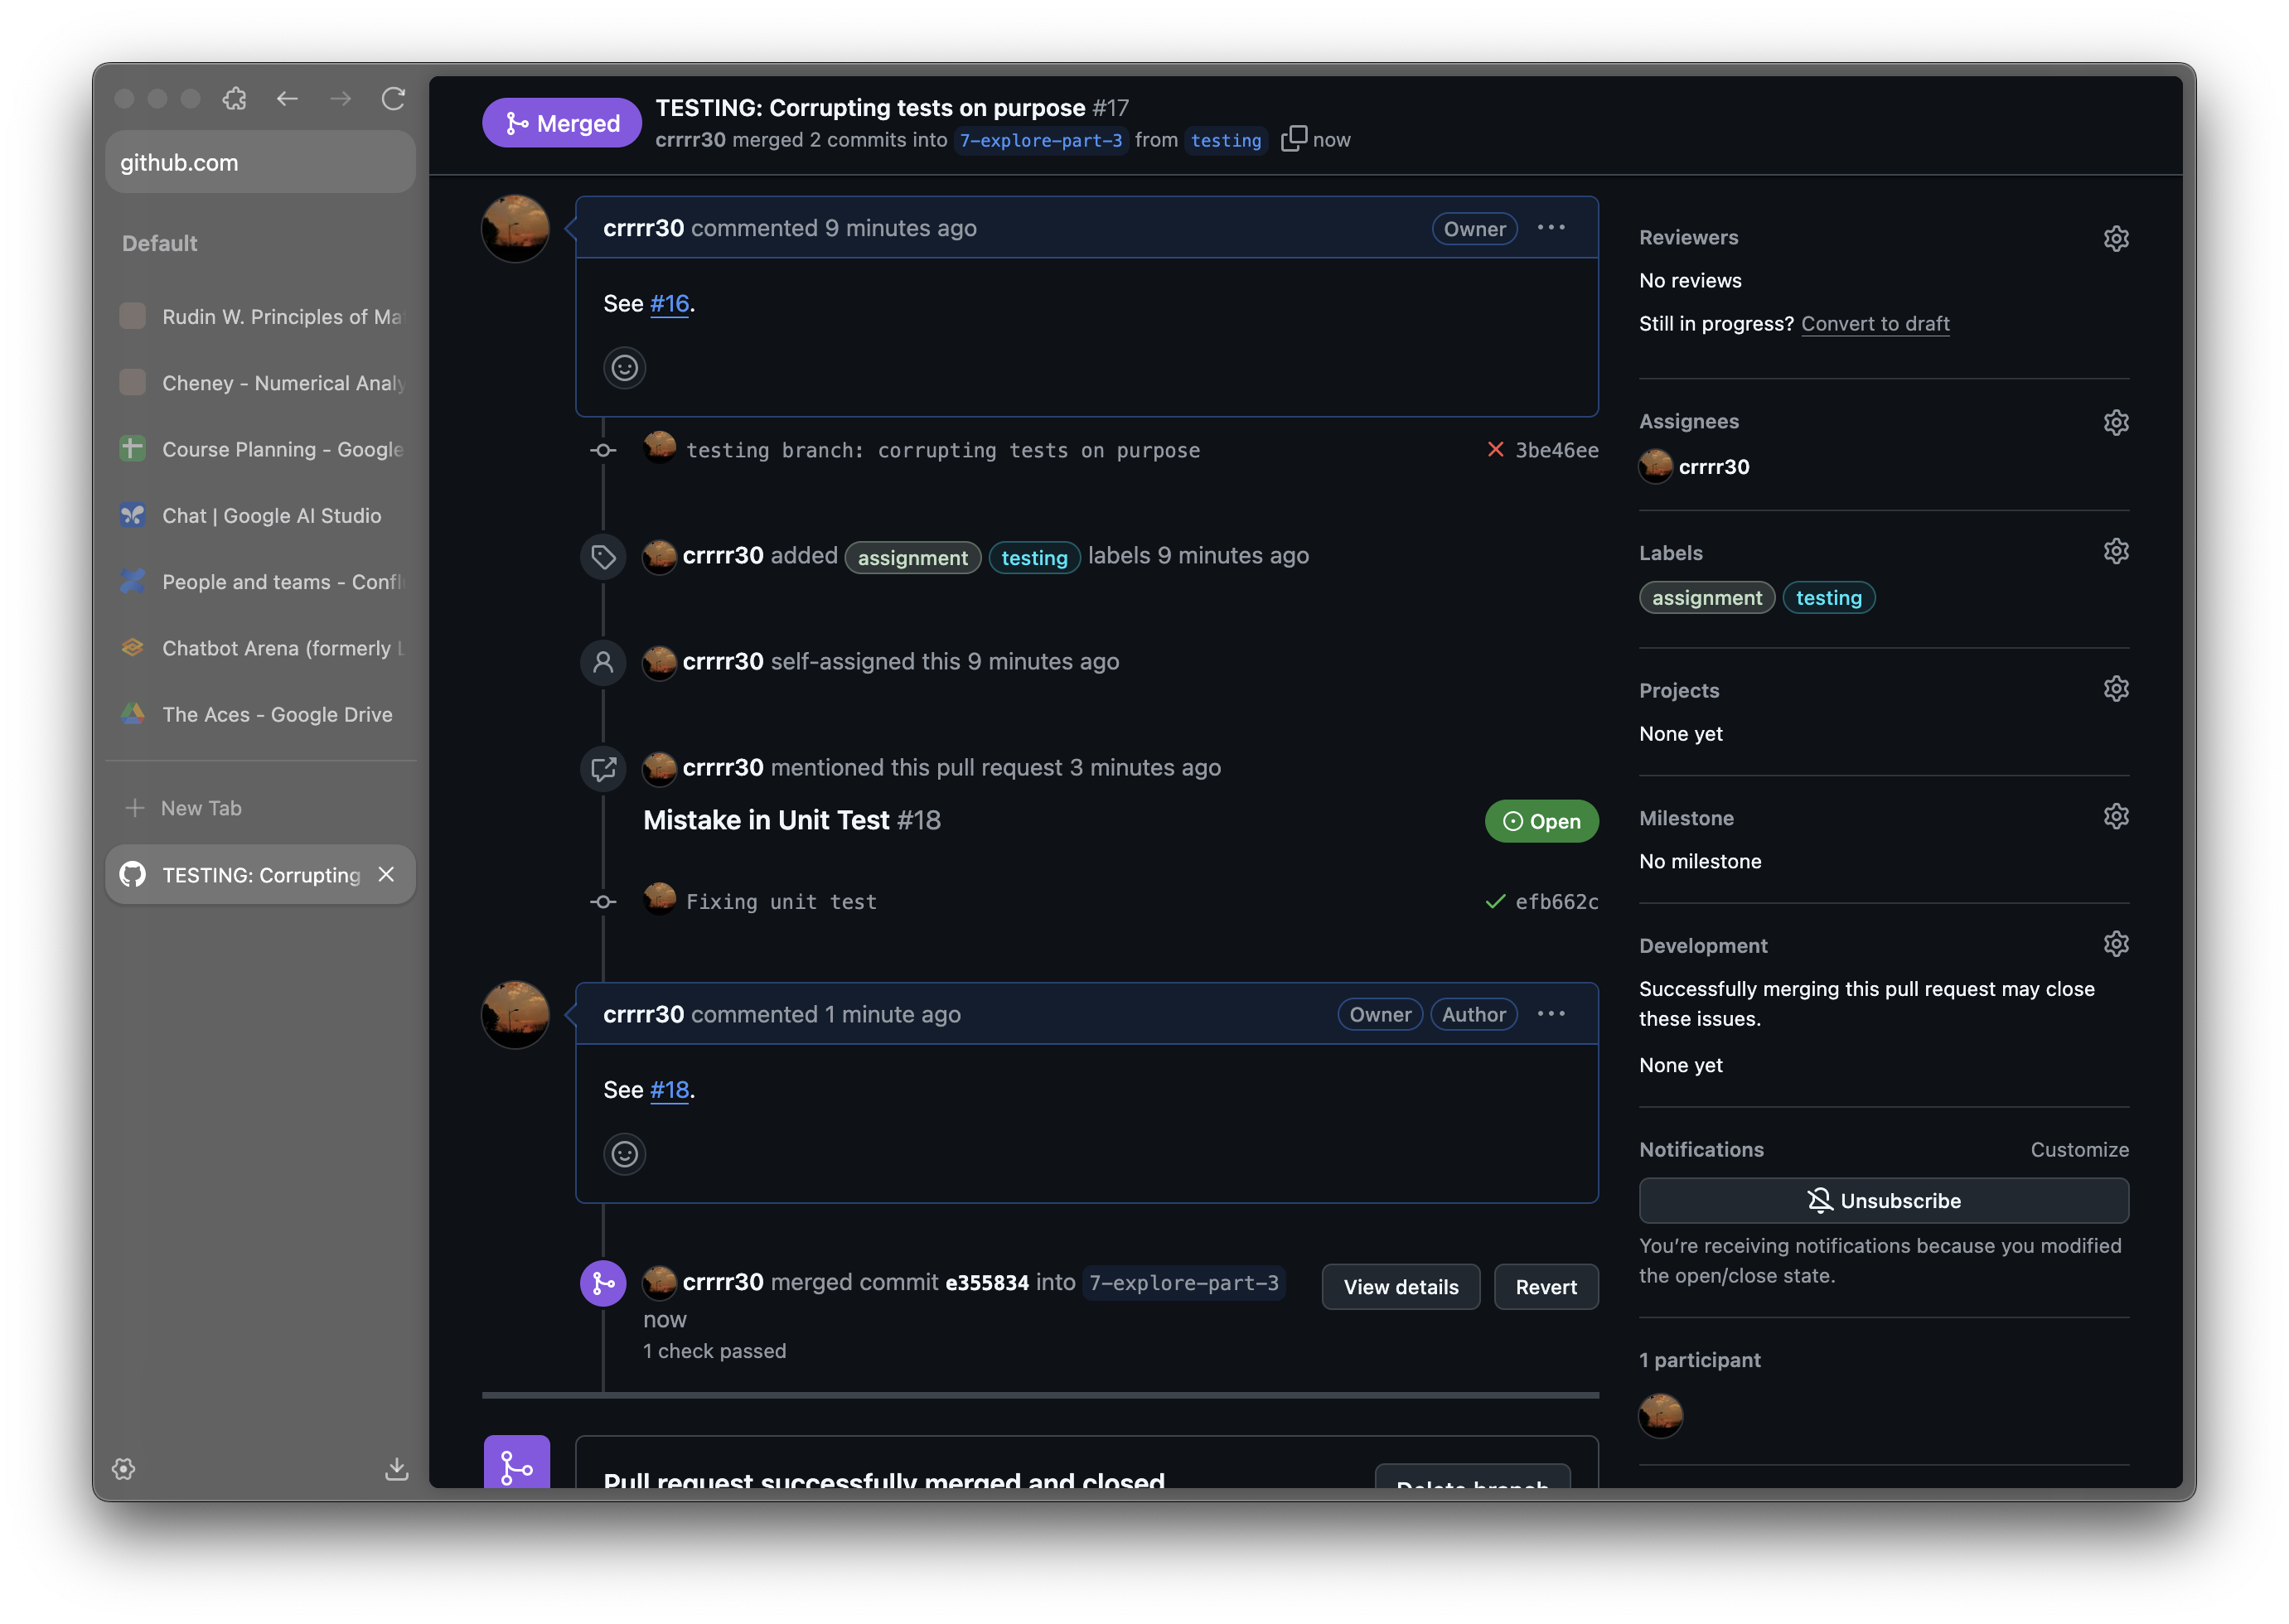 github.com
Default
Rudin W. Principles of Ma
Cheney - Numerical Analy
Course Planning - Google
Chat | Google AI Studio
People and teams - Confl
Chatbot Arena (formerly L
The Aces - Google Drive
New Tab
TESTING: Corrupting
Merged
TESTING: Corrupting tests on purpose #17
crrrr30 merged 2 commits into 7-explore-part-3 from testing now
crrrr30 commented 9 minutes ago Owner
See #16.
testing branch: corrupting tests on purpose 3be46ee
crrrr30 added assignment testing labels 9 minutes ago
crrrr30 self-assigned this 9 minutes ago
crrrr30 mentioned this pull request 3 minutes ago
Mistake in Unit Test #18 Open
Fixing unit test efb662c
crrrr30 commented 1 minute ago Owner Author
See #18.
crrrr30 merged commit e355834 into 7-explore-part-3
now
View details Revert
1 check passed
Pull request successfully merged and closed
Delete branch
Reviewers
No reviews
Still in progress? Convert to draft
Assignees
crrrr30
Labels
assignment testing
Projects
None yet
Milestone
No milestone
Development
Successfully merging this pull request may close
these issues.
None yet
Notifications Customize
Unsubscribe
You’re receiving notifications because you modified
the open/close state.
1 participant